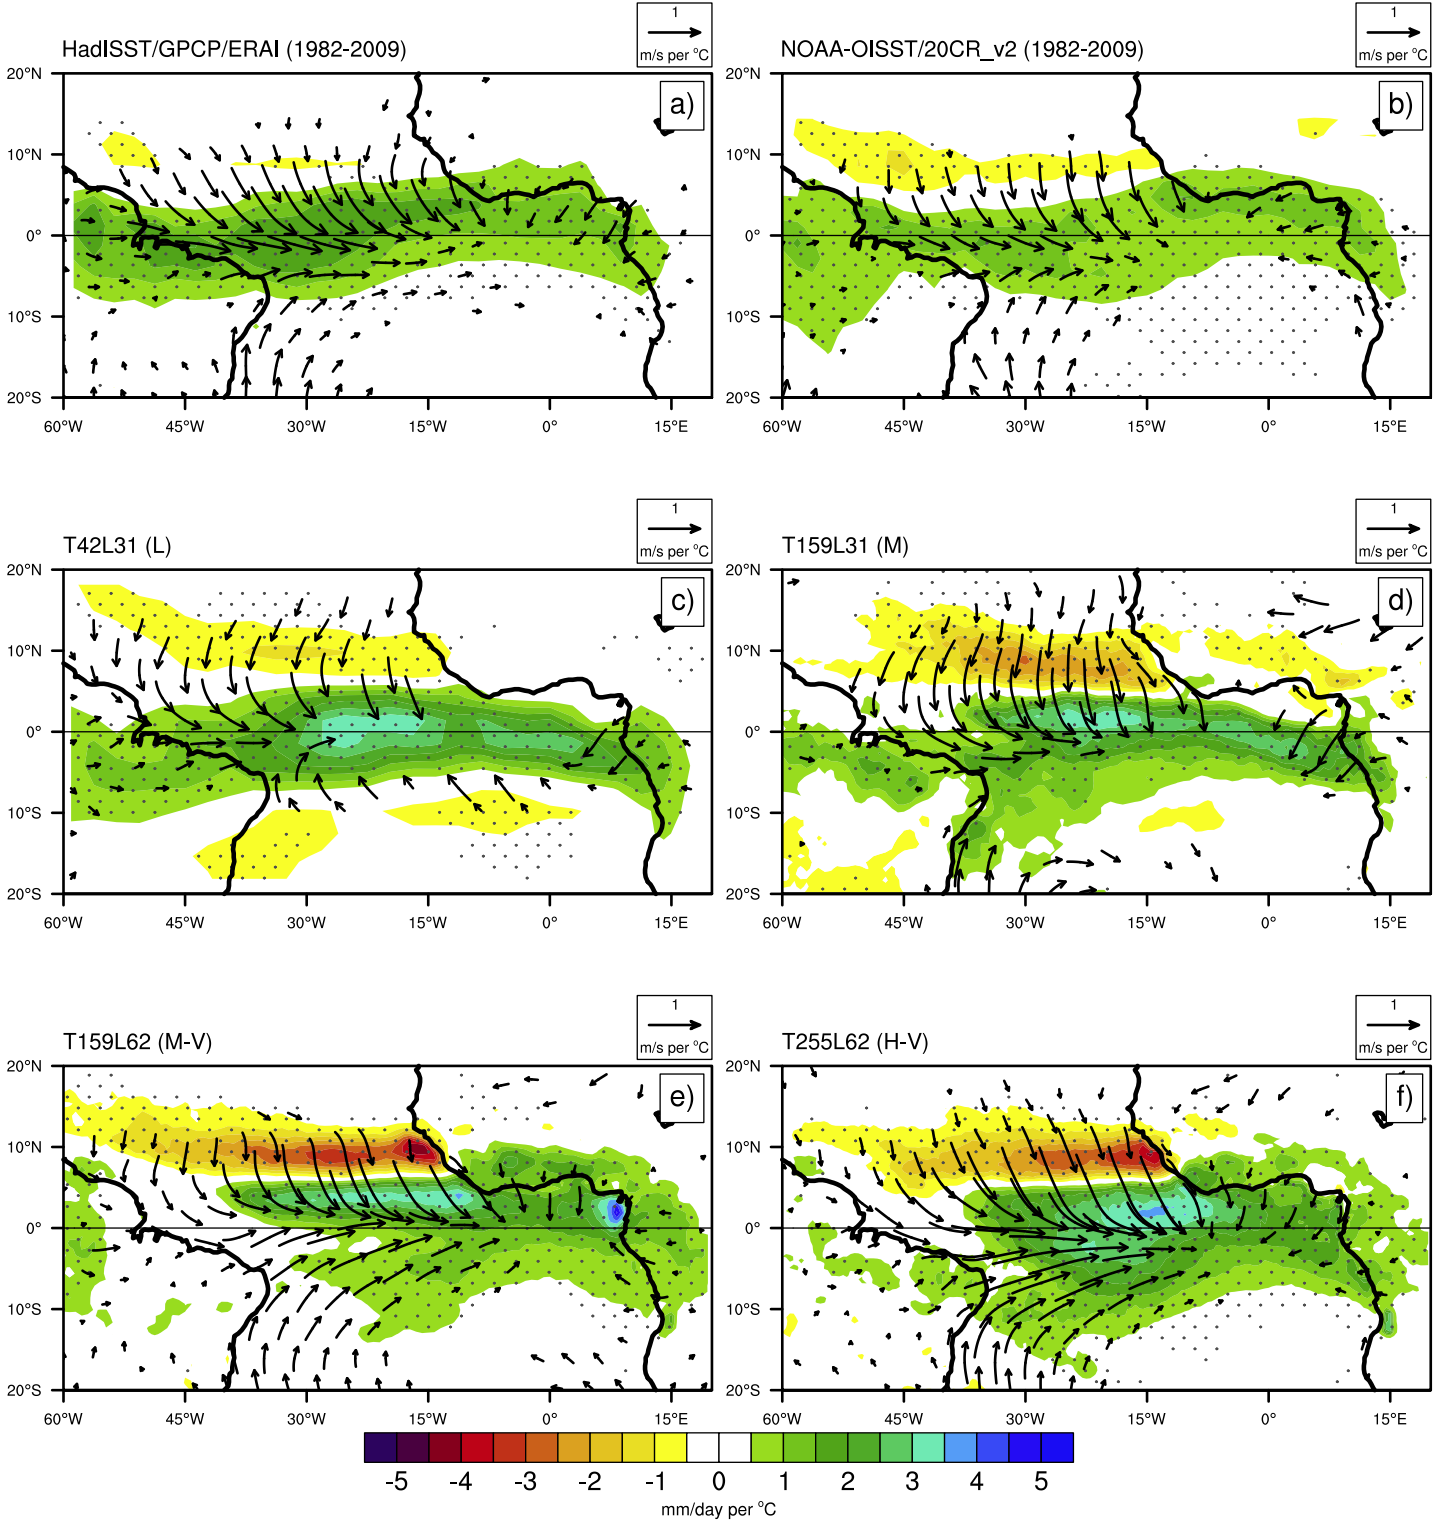 1
1
m/s per °C
m/s per °C
HadISST/GPCP/ERAI (1982-2009)
NOAA-OISST/20CR_v2 (1982-2009)
a)
b)
20°N
10°N
0°
10°S
20°S
60°W
45°W
30°W
15°W
0°
15°E
20°N
10°N
0°
10°S
20°S
60°W
45°W
30°W
15°W
0°
15°E
1
1
m/s per °C
m/s per °C
T42L31 (L)
T159L31 (M)
c)
d)
20°N
10°N
0°
10°S
20°S
60°W
45°W
30°W
15°W
0°
15°E
20°N
10°N
0°
10°S
20°S
60°W
45°W
30°W
15°W
0°
15°E
1
1
m/s per °C
m/s per °C
T159L62 (M-V)
T255L62 (H-V)
e)
f)
20°N
10°N
0°
10°S
20°S
60°W
45°W
30°W
15°W
0°
15°E
20°N
10°N
0°
10°S
20°S
60°W
45°W
30°W
15°W
0°
15°E
-5 -4 -3 -2 -1 0 1 2 3 4 5
mm/day per °C